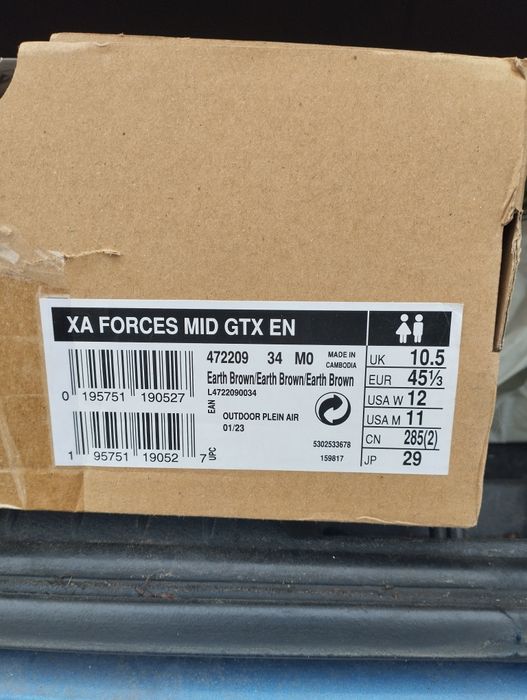 XA FORCES MID GTX EN
472209 34 M0 MADE IN CAMBODIA
Earth Brown/Earth Brown/Earth Brown
L4722090034
EAN
0 195751 190527
OUTDOOR PLEIN AIR
01/23
5302533678
159817
1 95751 19052 7
UPC
UK 10.5
EUR 45⅓
USA W 12
USA M 11
CN 285(2)
JP 29